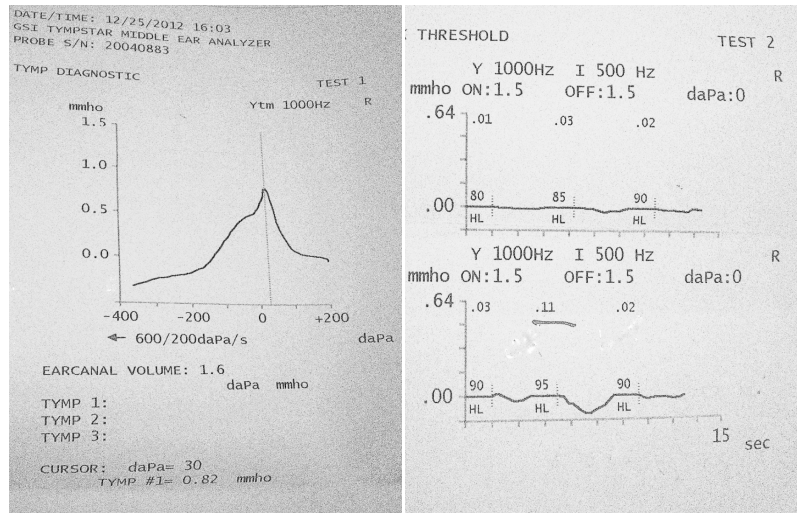 DATE/TIME: 12/25/2012 16:03
GSI TYMPSTAR MIDDLE EAR ANALYZER
PROBE S/N: 20040883
TYMP DIAGNOSTIC
TEST 1
mmho
Ytm 1000Hz R
1.5
1.0
0.5
0.0
-400 -200 0 +200
← 600/200daPa/s daPa
EARCANAL VOLUME: 1.6
daPa mmho
TYMP 1:
TYMP 2:
TYMP 3:
CURSOR: daPa= 30
TYMP #1= 0.82 mmho
THRESHOLD
TEST 2
Y 1000Hz I 500 Hz R
mmho ON:1.5 OFF:1.5 daPa:0
.64 .01 .03 .02
80 85 90
.00 HL HL HL
Y 1000Hz I 500 Hz R
mmho ON:1.5 OFF:1.5 daPa:0
.64 .03 .11 .02
90 95 90
.00 HL HL HL
15 sec